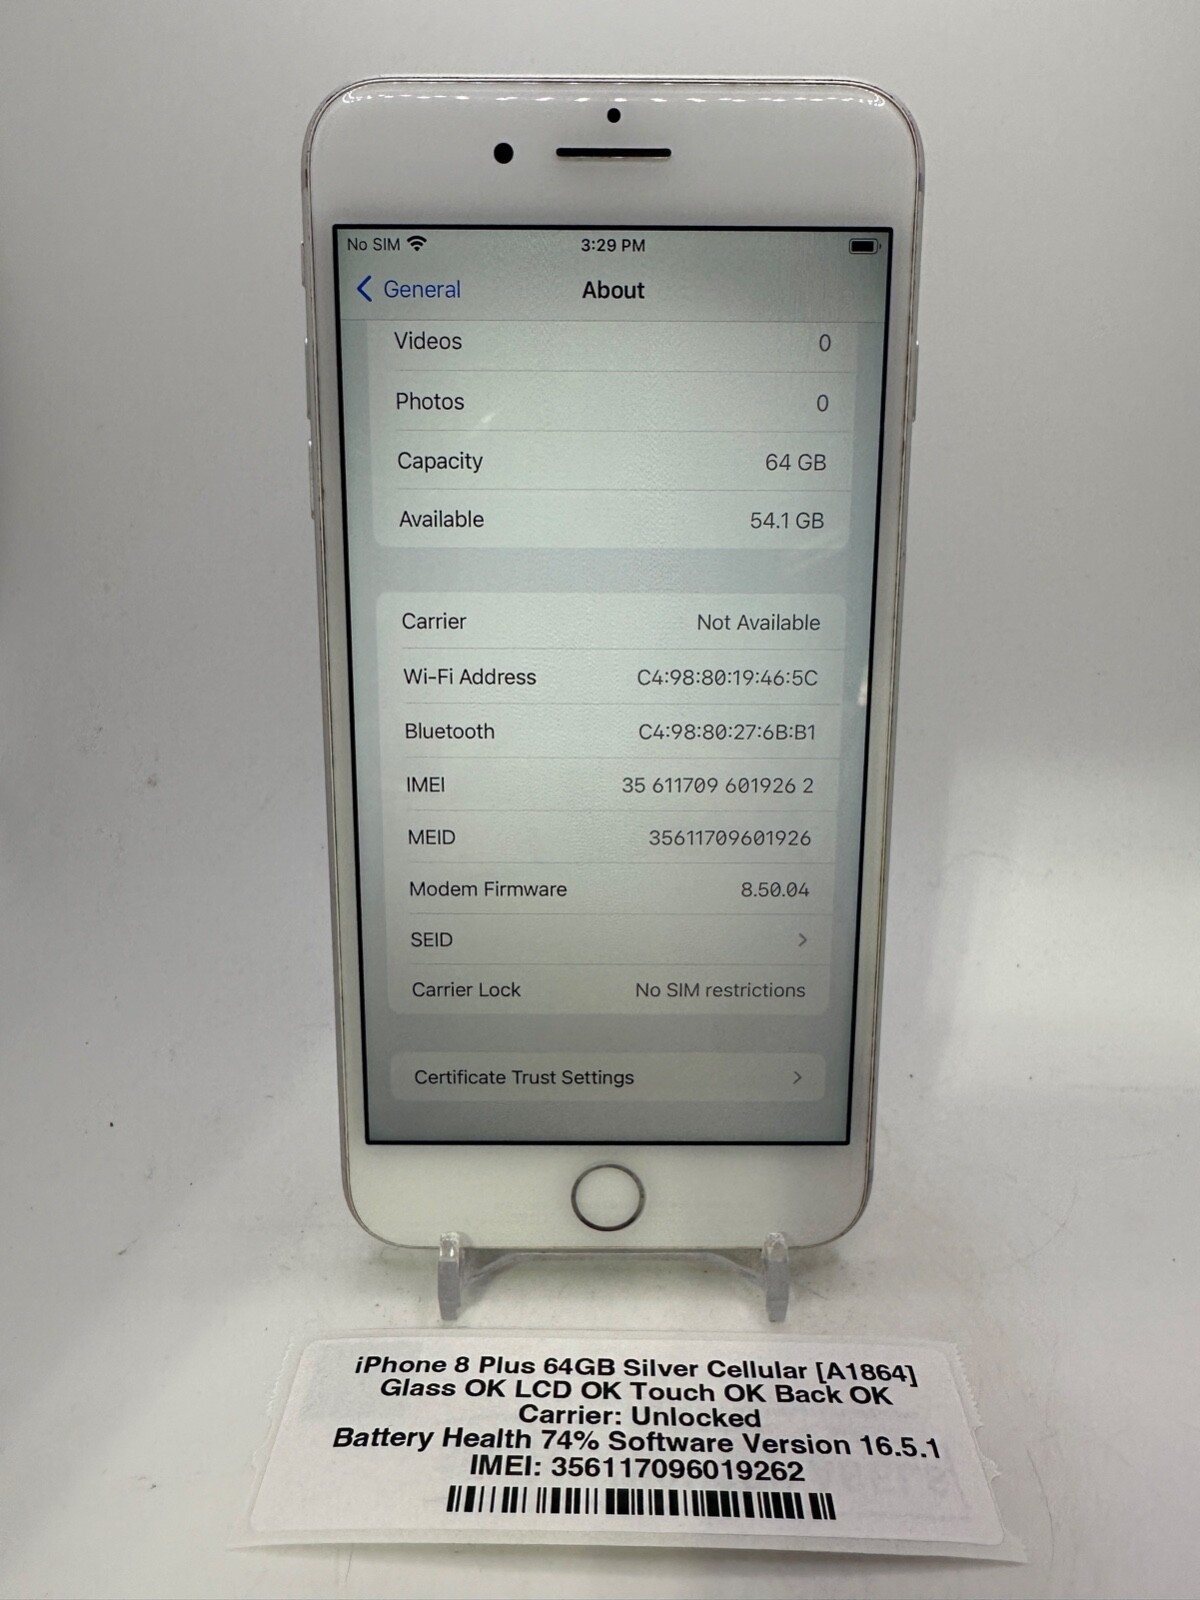 No SIM 3:29 PM
General About
Videos 0
Photos 0
Capacity 64 GB
Available 54.1 GB
Carrier Not Available
Wi-Fi Address C4:98:80:19:46:5C
Bluetooth C4:98:80:27:6B:B1
IMEI 35 611709 601926 2
MEID 35611709601926
Modem Firmware 8.50.04
SEID
Carrier Lock No SIM restrictions
Certificate Trust Settings
iPhone 8 Plus 64GB Silver Cellular [A1864]
Glass OK LCD OK Touch OK Back OK
Carrier: Unlocked
Battery Health 74% Software Version 16.5.1
IMEI: 356117096019262